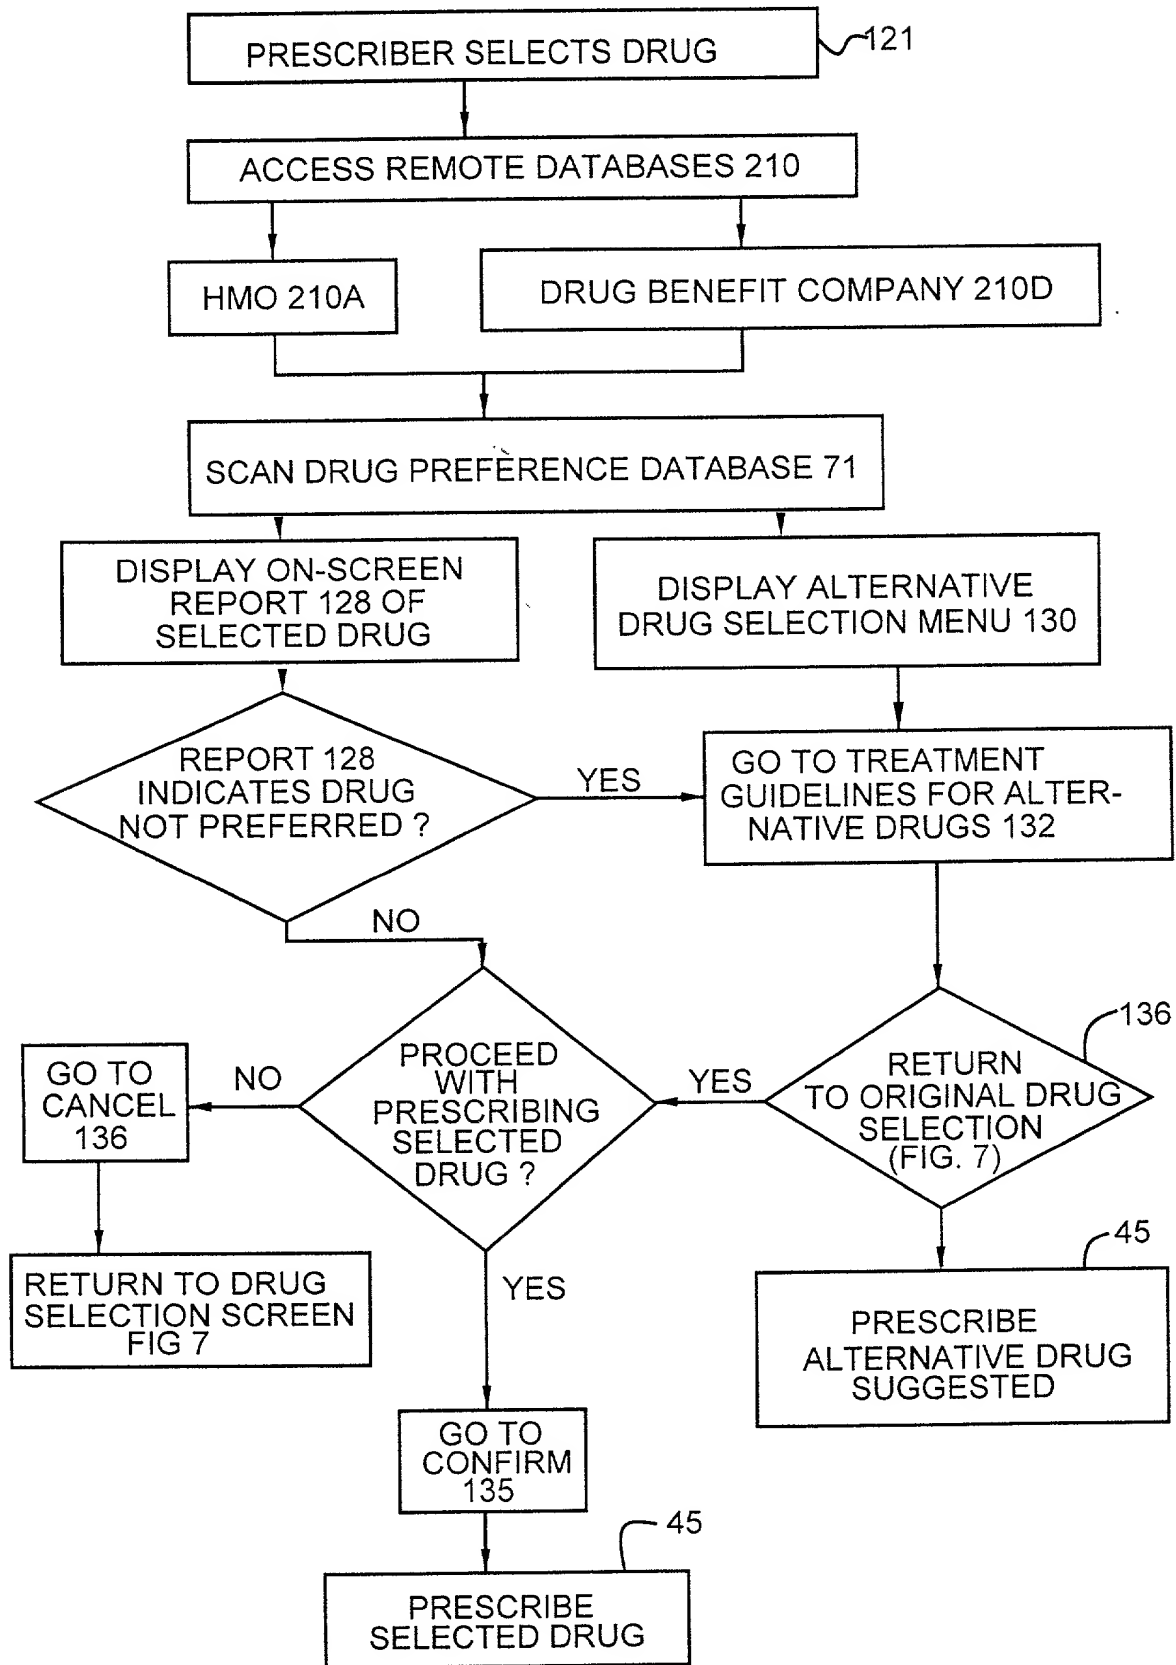 PRESCRIBER SELECTS DRUG
121
ACCESS REMOTE DATABASES 210
HMO 210A
DRUG BENEFIT COMPANY 210D
SCAN DRUG PREFERENCE DATABASE 71
DISPLAY ON-SCREEN
REPORT 128 OF
SELECTED DRUG
DISPLAY ALTERNATIVE
DRUG SELECTION MENU 130
REPORT 128
INDICATES DRUG
NOT PREFERRED ?
YES
GO TO TREATMENT
GUIDELINES FOR ALTER-
NATIVE DRUGS 132
NO
136
GO TO
CANCEL
136
NO
PROCEED
WITH
PRESCRIBING
SELECTED
DRUG ?
YES
RETURN
TO ORIGINAL DRUG
SELECTION
(FIG. 7)
RETURN TO DRUG
SELECTION SCREEN
FIG 7
YES
45
PRESCRIBE
ALTERNATIVE DRUG
SUGGESTED
GO TO
CONFIRM
135
45
PRESCRIBE
SELECTED DRUG